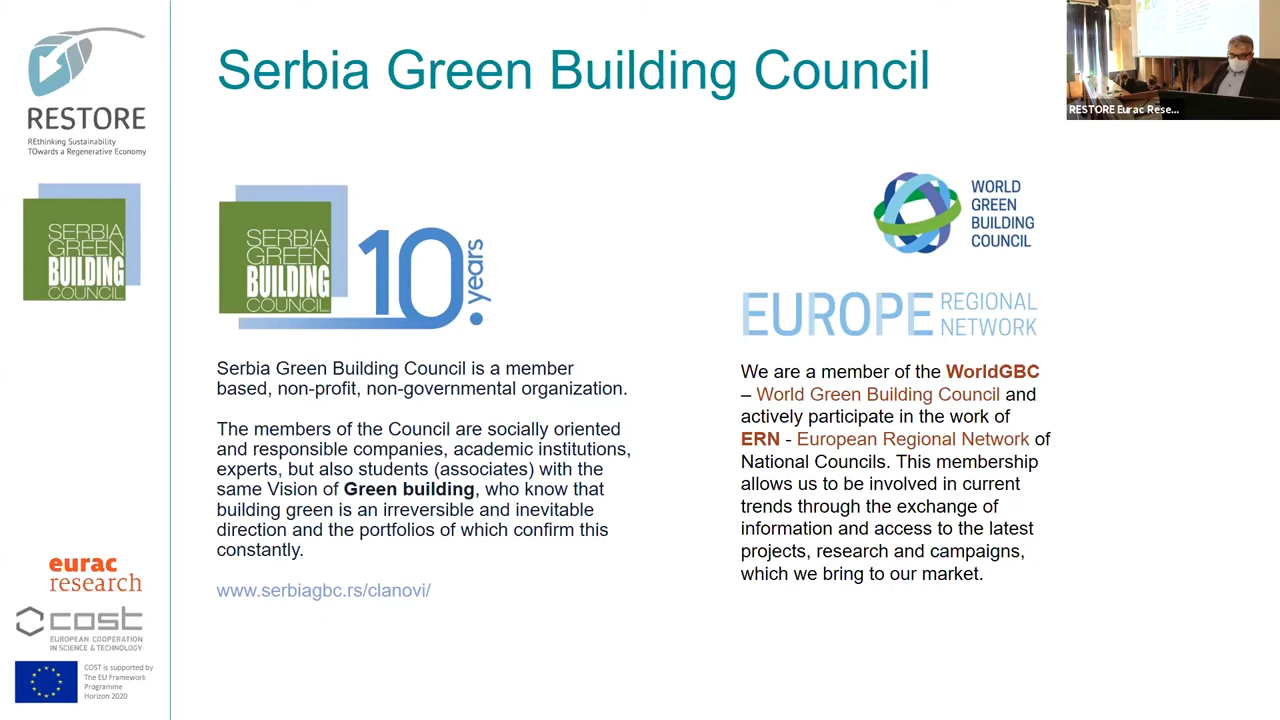 RESTORE
REthinking Sustainability
TOwards a Regenerative Economy
SERBIA
GREEN
BUILDING
COUNCIL
eurac
research
cost
EUROPEAN COOPERATION
IN SCIENCE & TECHNOLOGY
COST is supported by
The EU Framework
Programme
Horizon 2020
Serbia Green Building Council
SERBIA
GREEN
BUILDING
COUNCIL
10 years
Serbia Green Building Council is a member
based, non-profit, non-governmental organization.
The members of the Council are socially oriented
and responsible companies, academic institutions,
experts, but also students (associates) with the
same Vision of Green building, who know that
building green is an irreversible and inevitable
direction and the portfolios of which confirm this
constantly.
www.serbiagbc.rs/clanovi/
WORLD
GREEN
BUILDING
COUNCIL
EUROPE REGIONAL
NETWORK
We are a member of the WorldGBC
– World Green Building Council and
actively participate in the work of
ERN - European Regional Network of
National Councils. This membership
allows us to be involved in current
trends through the exchange of
information and access to the latest
projects, research and campaigns,
which we bring to our market.
RESTORE Eurac Rese...